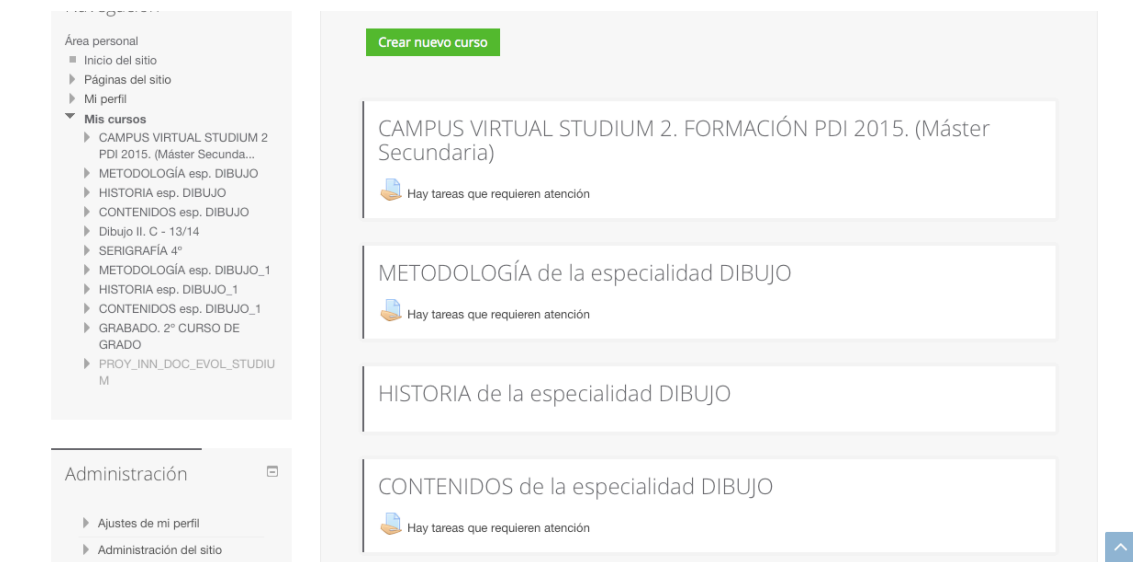 Navegación
Área personal
Inicio del sitio
Páginas del sitio
Mi perfil
Mis cursos
CAMPUS VIRTUAL STUDIUM 2
PDI 2015. (Máster Secunda...
METODOLOGÍA esp. DIBUJO
HISTORIA esp. DIBUJO
CONTENIDOS esp. DIBUJO
Dibujo II. C - 13/14
SERIGRAFÍA 4º
METODOLOGÍA esp. DIBUJO_1
HISTORIA esp. DIBUJO_1
CONTENIDOS esp. DIBUJO_1
GRABADO. 2º CURSO DE
GRADO
PROY_INN_DOC_EVOL_STUDIU
M
Administración
Ajustes de mi perfil
Administración del sitio
Crear nuevo curso
CAMPUS VIRTUAL STUDIUM 2. FORMACIÓN PDI 2015. (Máster
Secundaria)
Hay tareas que requieren atención
METODOLOGÍA de la especialidad DIBUJO
Hay tareas que requieren atención
HISTORIA de la especialidad DIBUJO
CONTENIDOS de la especialidad DIBUJO
Hay tareas que requieren atención